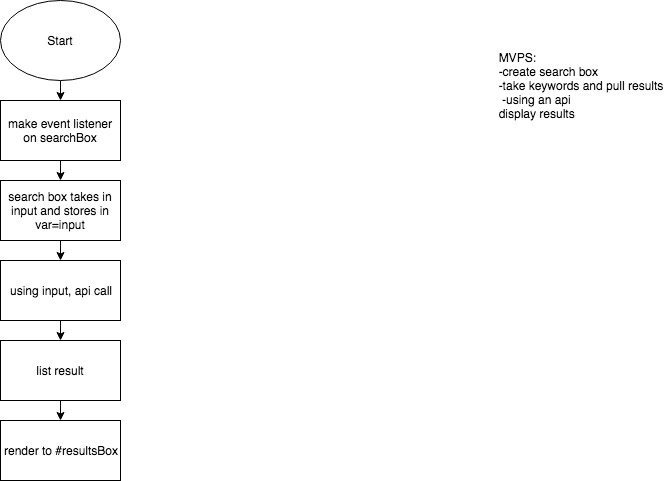 Start
make event listener
on searchBox
search box takes in
input and stores in
var=input
using input, api call
list result
render to #resultsBox
MVPS:
-create search box
-take keywords and pull results
-using an api
display results